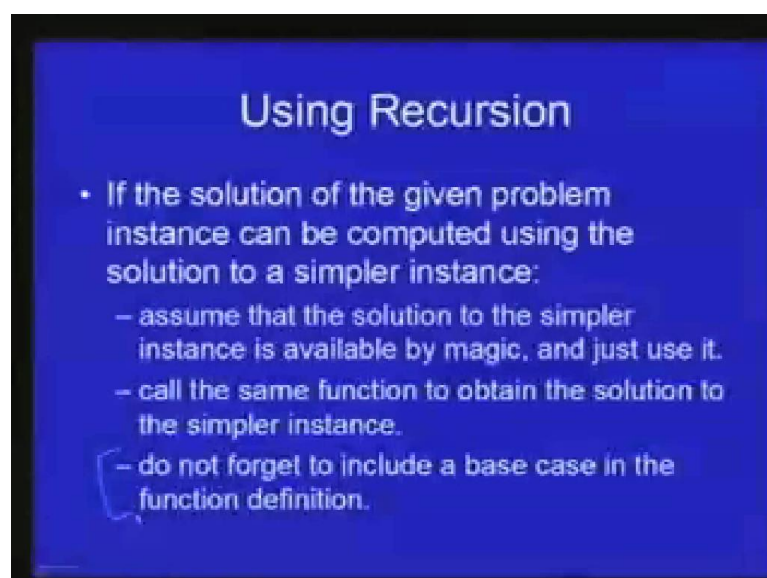 Using Recursion
• If the solution of the given problem
instance can be computed using the
solution to a simpler instance:
– assume that the solution to the simpler
instance is available by magic, and just use it.
– call the same function to obtain the solution to
the simpler instance.
– do not forget to include a base case in the
function definition.